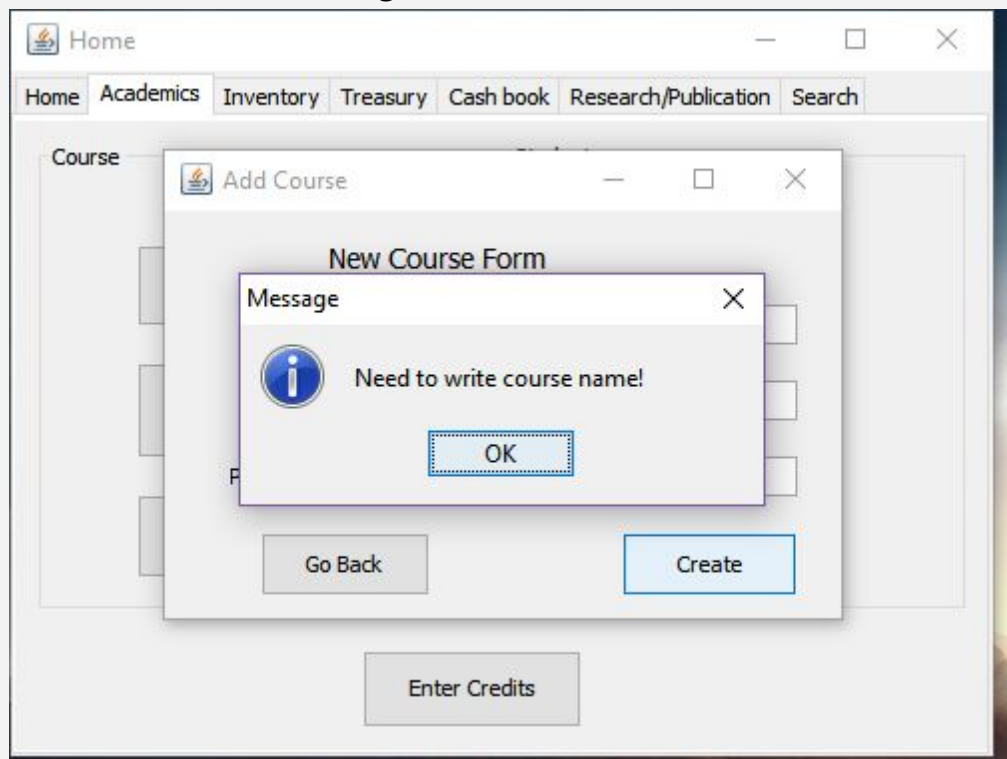 Home
Home Academics Inventory Treasury Cash book Research/Publication Search
Course
Add Course
New Course Form
Message
Need to write course name!
OK
Go Back Create
Enter Credits